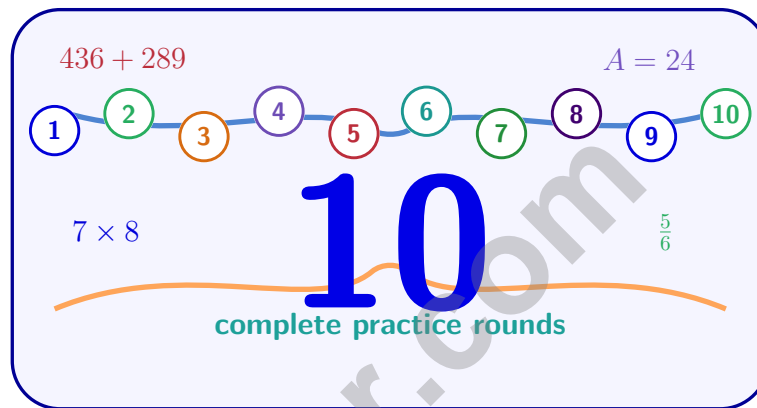 436 + 289
A = 24
1 2 3 4 5 6 7 8 9 10
7 × 8
10
5/6
complete practice rounds
r.com